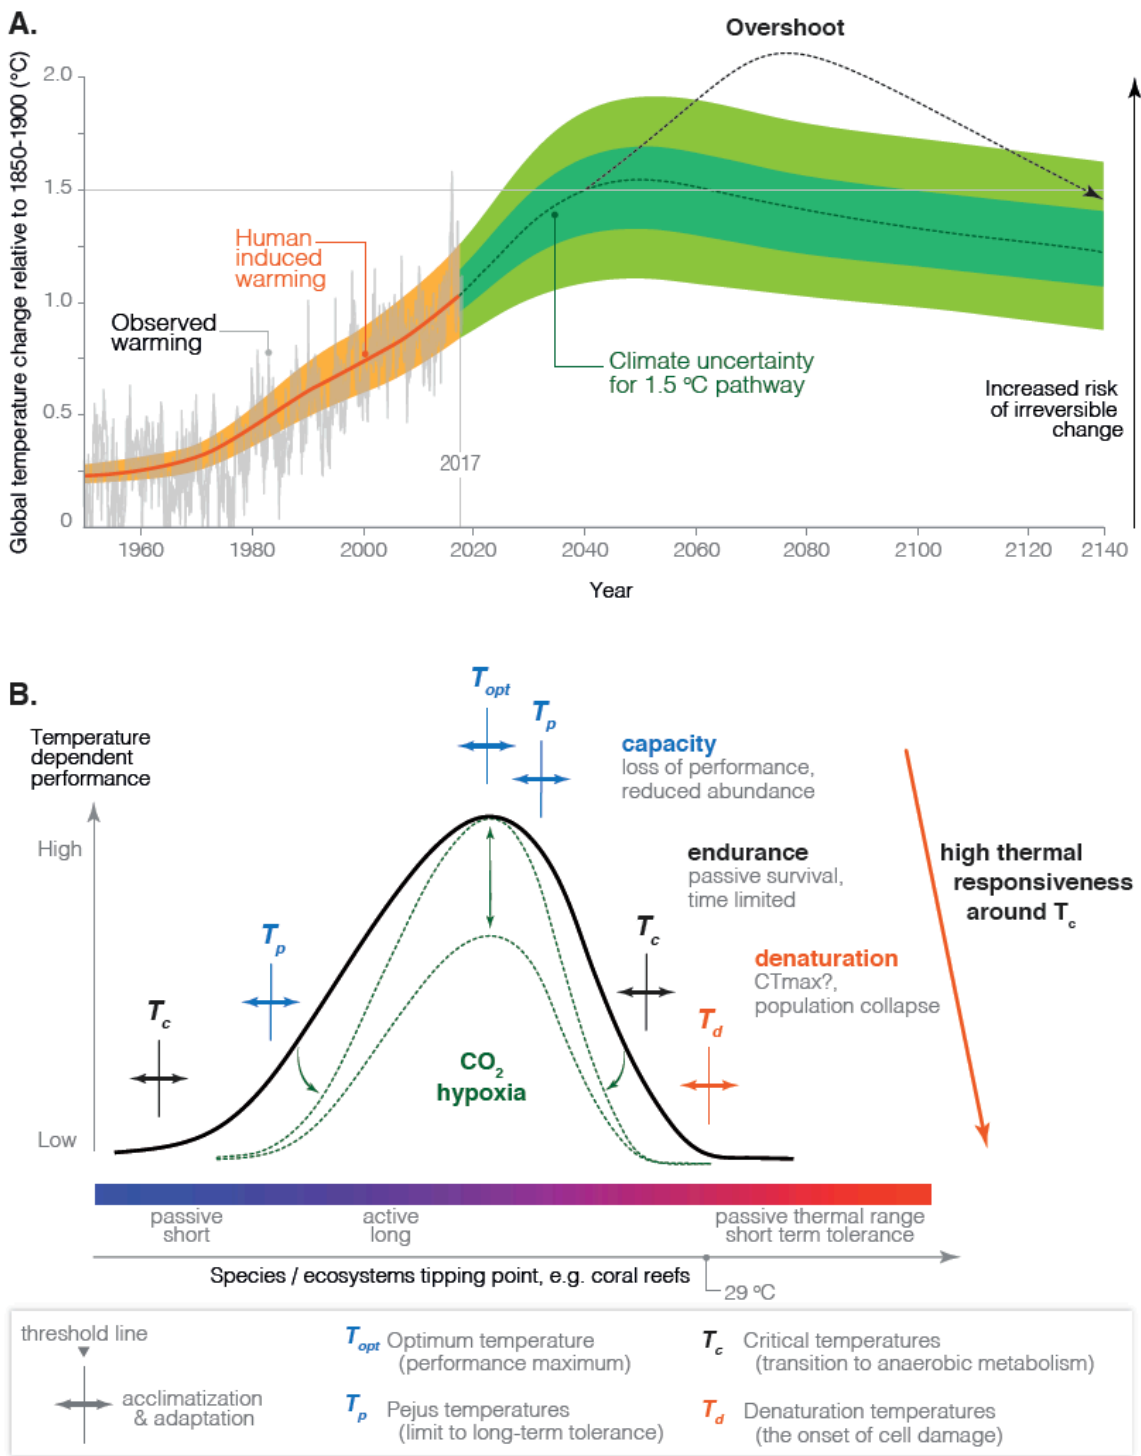 A.
Overshoot
Global temperature change relative to 1850-1900 (°C)
2.0
1.5
1.0
0.5
0
Human
induced
warming
Observed
warming
Climate uncertainty
for 1.5 ºC pathway
Increased risk
of irreversible
change
2017
1960
1980
2000
2020
2040
2060
2080
2100
2120
2140
Year
B.
Temperature
dependent
performance
High
Low
Topt
Tp
capacity
loss of performance,
reduced abundance
endurance
passive survival,
time limited
high thermal
responsiveness
around Tc
Tp
Tc
Tc
denaturation
CTmax?,
population collapse
Td
CO2
hypoxia
passive
short
active
long
passive thermal range
short term tolerance
Species / ecosystems tipping point, e.g. coral reefs
29 ºC
threshold line
acclimatization
& adaptation
Topt Optimum temperature
(performance maximum)
Tp Pejus temperatures
(limit to long-term tolerance)
Tc Critical temperatures
(transition to anaerobic metabolism)
Td Denaturation temperatures
(the onset of cell damage)